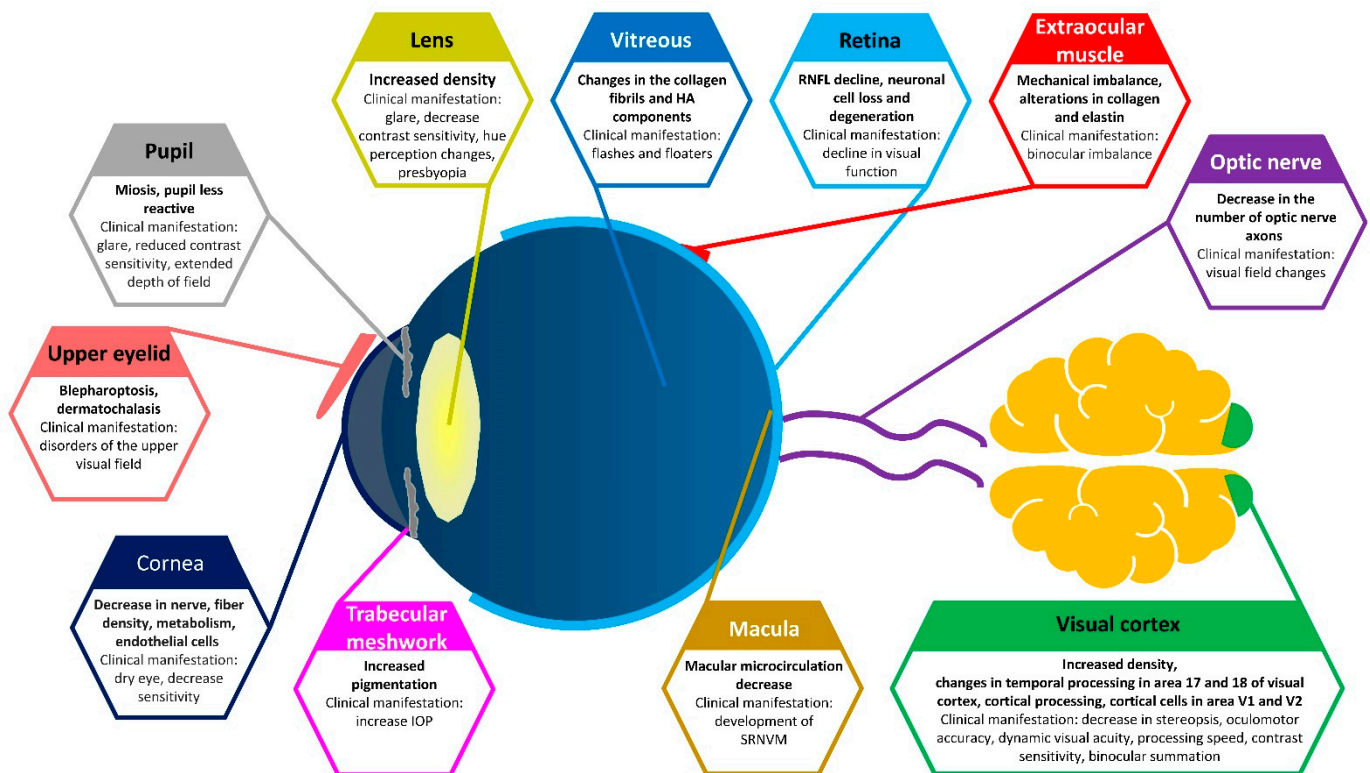 Lens
Increased density
Clinical manifestation:
glare, decrease
contrast sensitivity, hue
perception changes,
presbyopia
Vitreous
Changes in the collagen
fibrils and HA
components
Clinical manifestation:
flashes and floaters
Retina
RNFL decline, neuronal
cell loss and
degeneration
Clinical manifestation:
decline in visual
function
Extraocular
muscle
Mechanical imbalance,
alterations in collagen
and elastin
Clinical manifestation:
binocular imbalance
Pupil
Miosis, pupil less
reactive
Clinical manifestation:
glare, reduced contrast
sensitivity, extended
depth of field
Optic nerve
Decrease in the
number of optic nerve
axons
Clinical manifestation:
visual field changes
Upper eyelid
Blepharoptosis,
dermatochalasis
Clinical manifestation:
disorders of the upper
visual field
Cornea
Decrease in nerve, fiber
density, metabolism,
endothelial cells
Clinical manifestation:
dry eye, decrease
sensitivity
Trabecular
meshwork
Increased
pigmentation
Clinical manifestation:
increase IOP
Macula
Macular microcirculation
decrease
Clinical manifestation:
development of
SRNVM
Visual cortex
Increased density,
changes in temporal processing in area 17 and 18 of visual
cortex, cortical processing, cortical cells in area V1 and V2
Clinical manifestation: decrease in stereopsis, oculomotor
accuracy, dynamic visual acuity, processing speed, contrast
sensitivity, binocular summation